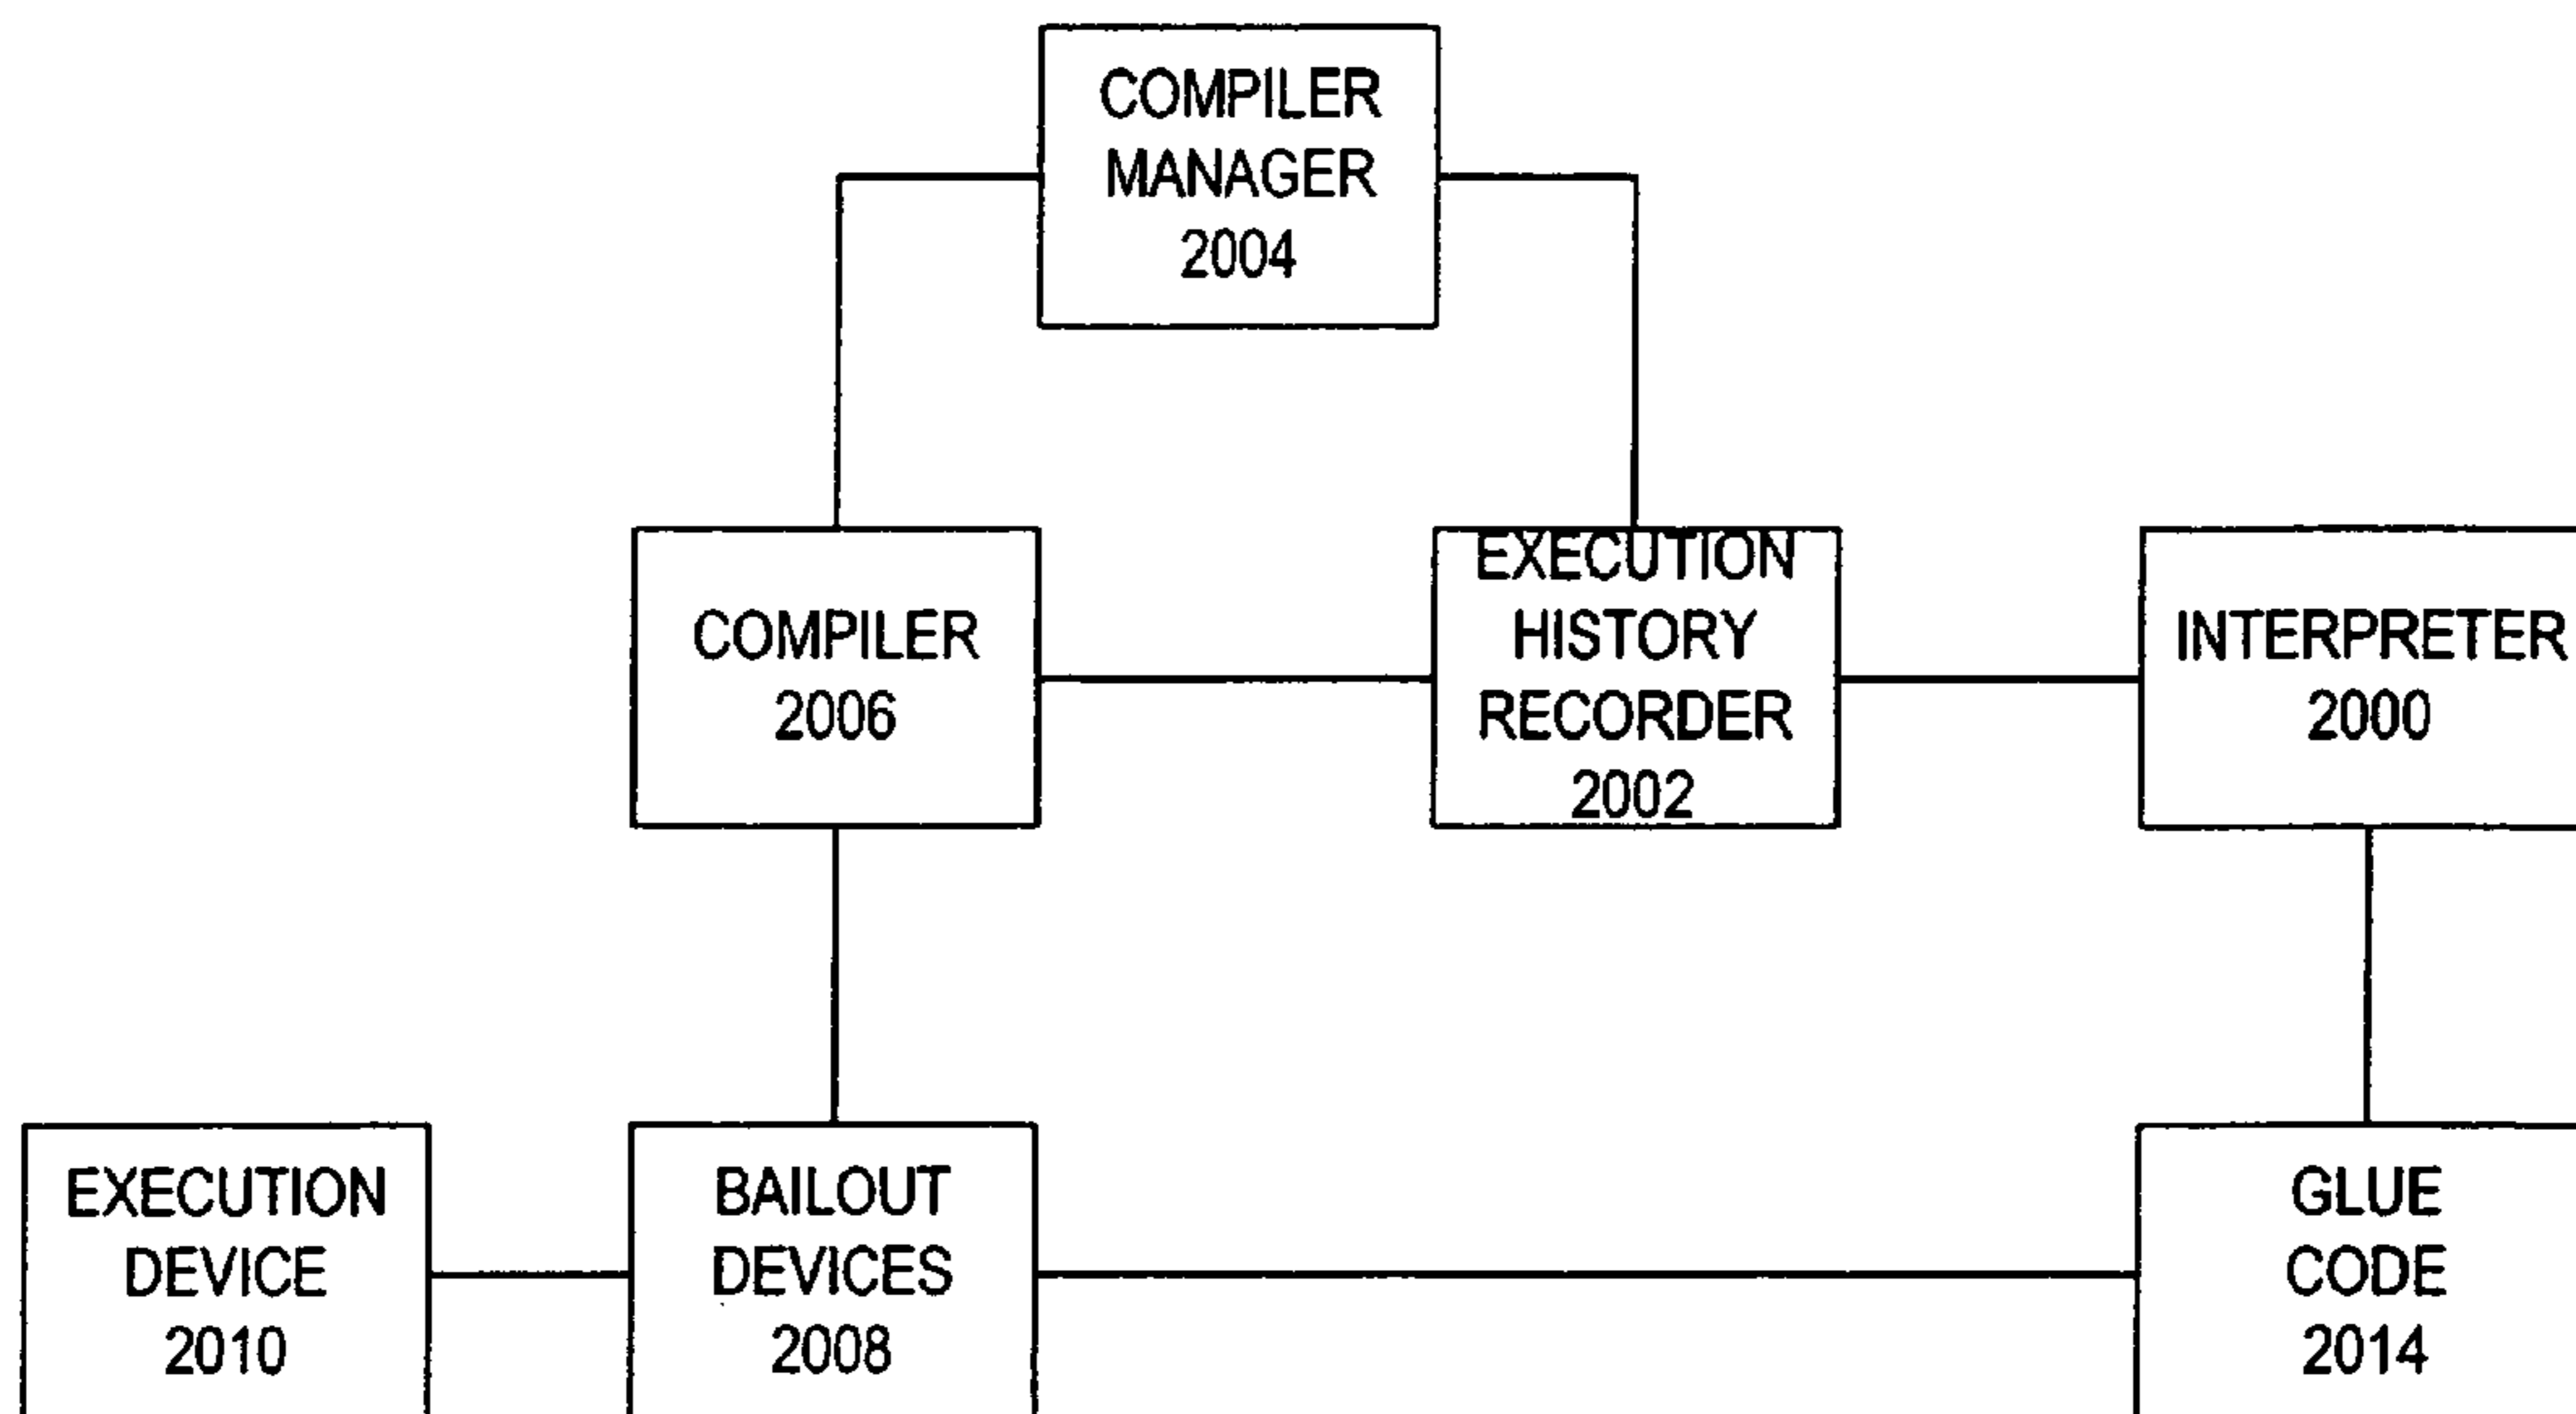 COMPILER
MANAGER
2004
COMPILER
2006
EXECUTION
HISTORY
RECORDER
2002
INTERPRETER
2000
EXECUTION
DEVICE
2010
BAILOUT
DEVICES
2008
GLUE
CODE
2014